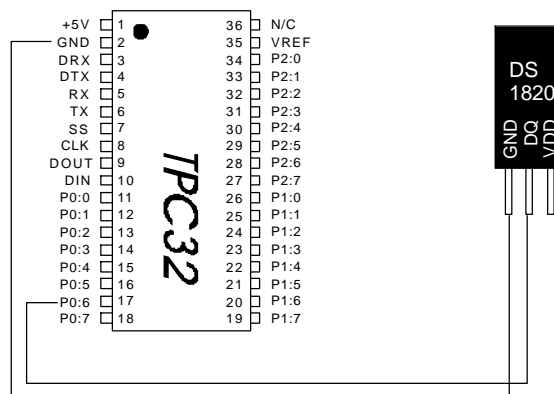 +5V 1 36 N/C
GND 2 35 VREF
DRX 3 34 P2:0
DTX 4 33 P2:1
RX 5 32 P2:2
TX 6 31 P2:3
SS 7 30 P2:4
CLK 8 29 P2:5
DOUT 9 28 P2:6
DIN 10 27 P2:7
P0:0 11 26 P1:0
P0:1 12 25 P1:1
P0:2 13 24 P1:2
P0:3 14 23 P1:3
P0:4 15 22 P1:4
P0:5 16 21 P1:5
P0:6 17 20 P1:6
P0:7 18 19 P1:7
TPC32
DS
1820
GND
DQ
VDD